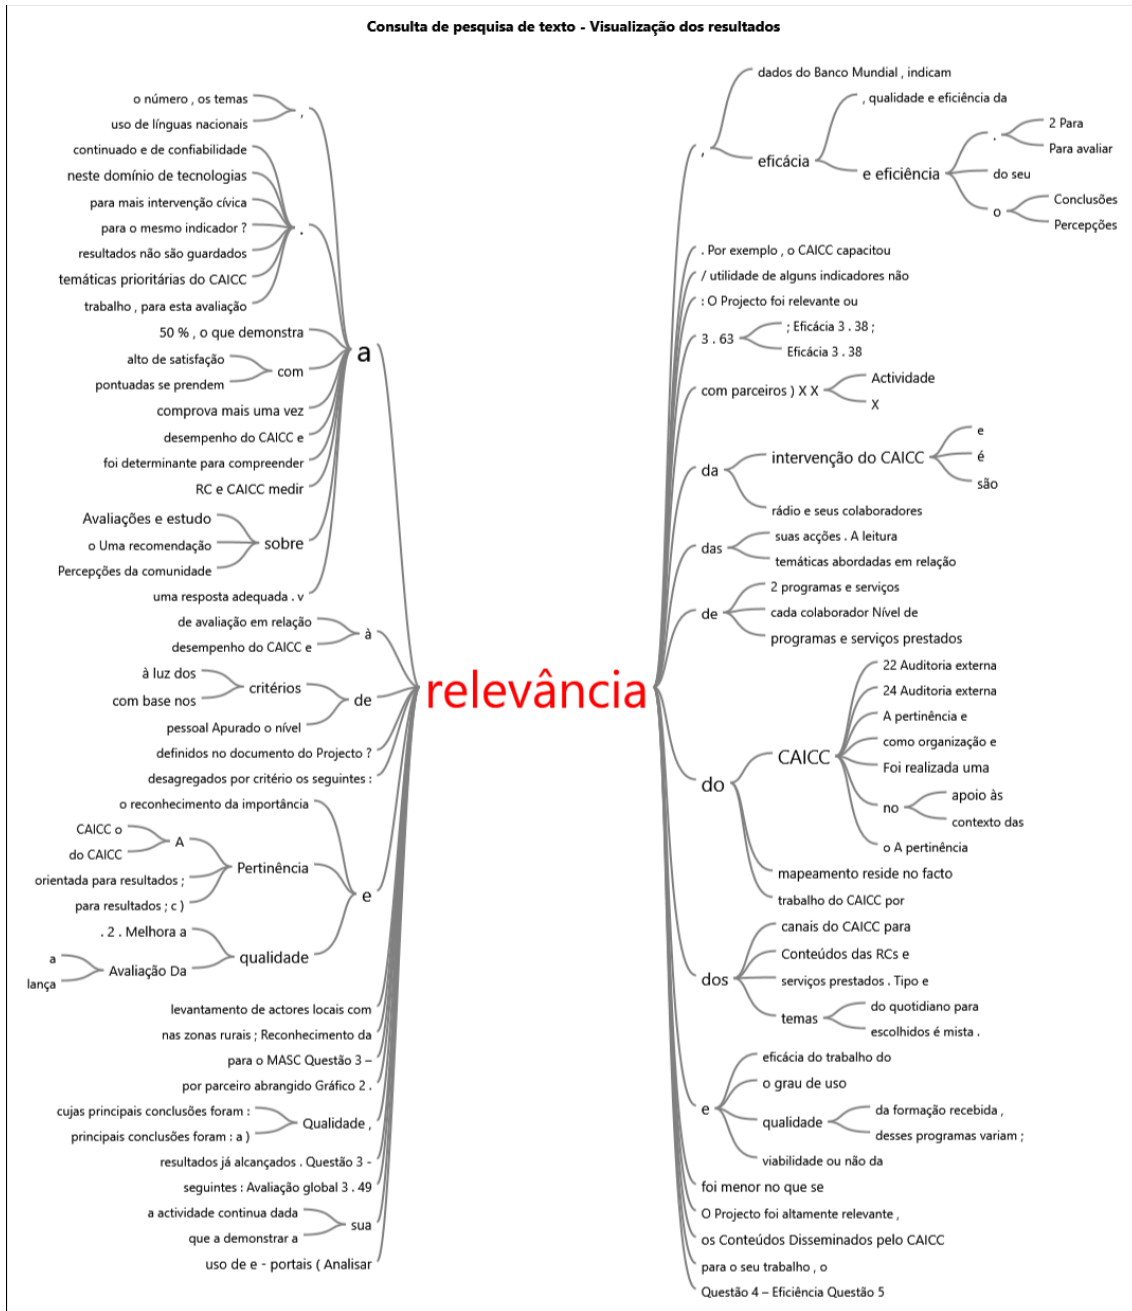 Consulta de pesquisa de texto - Visualização dos resultados
o número , os temas
uso de línguas nacionais
,
continuado e de confiabilidade
neste domínio de tecnologias
para mais intervenção cívica
para o mesmo indicador ?
resultados não são guardados
temáticas prioritárias do CAICC
trabalho , para esta avaliação
.
50 % , o que demonstra
alto de satisfação
pontuadas se prendem
com
comprova mais uma vez
desempenho do CAICC e
foi determinante para compreender
RC e CAICC medir
Avaliações e estudo
o Uma recomendação
Percepções da comunidade
sobre
uma resposta adequada . v
a
de avaliação em relação
desempenho do CAICC e
à
à luz dos
com base nos
critérios
pessoal Apurado o nível
de
definidos no documento do Projecto ?
desagregados por critério os seguintes :
o reconhecimento da importância
CAICC o
do CAICC
A
orientada para resultados ;
para resultados ; c )
Pertinência
. 2 . Melhora a
a
lança
Avaliação Da
qualidade
e
levantamento de actores locais com
nas zonas rurais ; Reconhecimento da
para o MASC Questão 3 –
por parceiro abrangido Gráfico 2 .
cujas principais conclusões foram :
principais conclusões foram : a )
Qualidade ,
resultados já alcançados . Questão 3 -
seguintes : Avaliação global 3 . 49
a actividade continua dada
que a demonstrar a
sua
uso de e - portais ( Analisar
relevância
,
dados do Banco Mundial , indicam
eficácia
, qualidade e eficiência da
e eficiência
.
2 Para
Para avaliar
do seu
o
Conclusões
Percepções
. Por exemplo , o CAICC capacitou
/ utilidade de alguns indicadores não
: O Projecto foi relevante ou
3 . 63
; Eficácia 3 . 38 ;
Eficácia 3 . 38
com parceiros ) X X
Actividade
X
da
intervenção do CAICC
e
é
são
rádio e seus colaboradores
das
suas acções . A leitura
temáticas abordadas em relação
de
2 programas e serviços
cada colaborador Nível de
programas e serviços prestados
do
CAICC
22 Auditoria externa
24 Auditoria externa
A pertinência e
como organização e
Foi realizada uma
no
apoio às
contexto das
o A pertinência
mapeamento reside no facto
trabalho do CAICC por
dos
canais do CAICC para
Conteúdos das RCs e
serviços prestados . Tipo e
temas
do quotidiano para
escolhidos é mista .
e
eficácia do trabalho do
o grau de uso
qualidade
da formação recebida ,
desses programas variam ;
viabilidade ou não da
foi menor no que se
O Projecto foi altamente relevante ,
os Conteúdos Disseminados pelo CAICC
para o seu trabalho , o
Questão 4 – Eficiência Questão 5